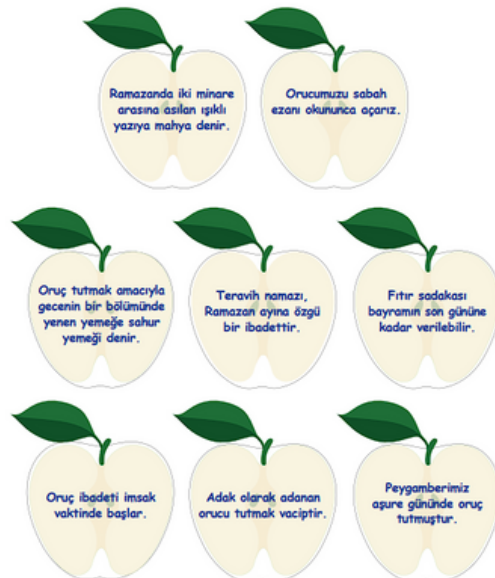 Ramazanda iki minare
arasına asılan ışıklı
yazıya mahya denir.
Orucumuzu sabah
ezanı okununca açarız.
Oruç tutmak amacıyla
gecenin bir bölümünde
yenen yemeğe sahur
yemeği denir.
Teravih namazı,
Ramazan ayına özgü
bir ibadettir.
Fıtır sadakası
bayramın son gününe
kadar verilebilir.
Oruç ibadeti imsak
vaktinde başlar.
Adak olarak adanan
orucu tutmak vaciptir.
Peygamberimiz
aşure gününde oruç
tutmuştur.